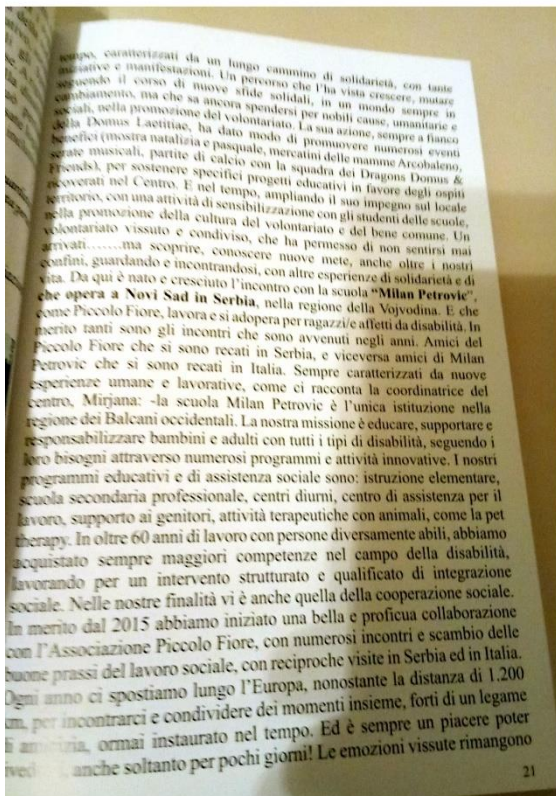 tempo, caratterizzati da un lungo cammino di solidarietà, con tante
iniziative e manifestazioni. Un percorso che l'ha vista crescere, mutare
seguendo il corso di nuove sfide solidali, in un mondo sempre in
cambiamento, ma che sa ancora spendersi per nobili cause, umanitarie e
sociali, nella promozione del volontariato. La sua azione, sempre a fianco
della Domus Laetitiae, ha dato modo di promuovere numerosi eventi
benefici (mostra natalizia e pasquale, mercatini delle mamme Arcobaleno,
serate musicali, partite di calcio con la squadra dei Dragons Domus &
Friends), per sostenere specifici progetti educativi in favore degli ospiti
ricoverati nel Centro. E nel tempo, ampliando il suo impegno sul locale
territorio, con una attività di sensibilizzazione con gli studenti delle scuole,
nella promozione della cultura del volontariato e del bene comune. Un
volontariato vissuto e condiviso, che ha permesso di non sentirsi mai
arrivati…….ma scoprire, conoscere nuove mete, anche oltre i nostri
confini, guardando e incontrandosi, con altre esperienze di solidarietà e di
vita. Da qui è nato e cresciuto l'incontro con la scuola "Milan Petrovic",
che opera a Novi Sad in Serbia, nella regione della Vojvodina. E che
come Piccolo Fiore, lavora e si adopera per ragazzi/e affetti da disabilità. In
merito tanti sono gli incontri che sono avvenuti negli anni. Amici del
Piccolo Fiore che si sono recati in Serbia, e viceversa amici di Milan
Petrovic che si sono recati in Italia. Sempre caratterizzati da nuove
esperienze umane e lavorative, come ci racconta la coordinatrice del
centro, Mirjana: -la scuola Milan Petrovic è l'unica istituzione nella
regione dei Balcani occidentali. La nostra missione è educare, supportare e
responsabilizzare bambini e adulti con tutti i tipi di disabilità, seguendo i
loro bisogni attraverso numerosi programmi e attività innovative. I nostri
programmi educativi e di assistenza sociale sono: istruzione elementare,
scuola secondaria professionale, centri diurni, centro di assistenza per il
lavoro, supporto ai genitori, attività terapeutiche con animali, come la pet
therapy. In oltre 60 anni di lavoro con persone diversamente abili, abbiamo
acquistato sempre maggiori competenze nel campo della disabilità,
lavorando per un intervento strutturato e qualificato di integrazione
sociale. Nelle nostre finalità vi è anche quella della cooperazione sociale.
In merito dal 2015 abbiamo iniziato una bella e proficua collaborazione
con l'Associazione Piccolo Fiore, con numerosi incontri e scambio delle
buone prassi del lavoro sociale, con reciproche visite in Serbia ed in Italia.
Ogni anno ci spostiamo lungo l'Europa, nonostante la distanza di 1.200
km, per incontrarci e condividere dei momenti insieme, forti di un legame
di amicizia, ormai instaurato nel tempo. Ed è sempre un piacere poter
anche soltanto per pochi giorni! Le emozioni vissute rimangono
21